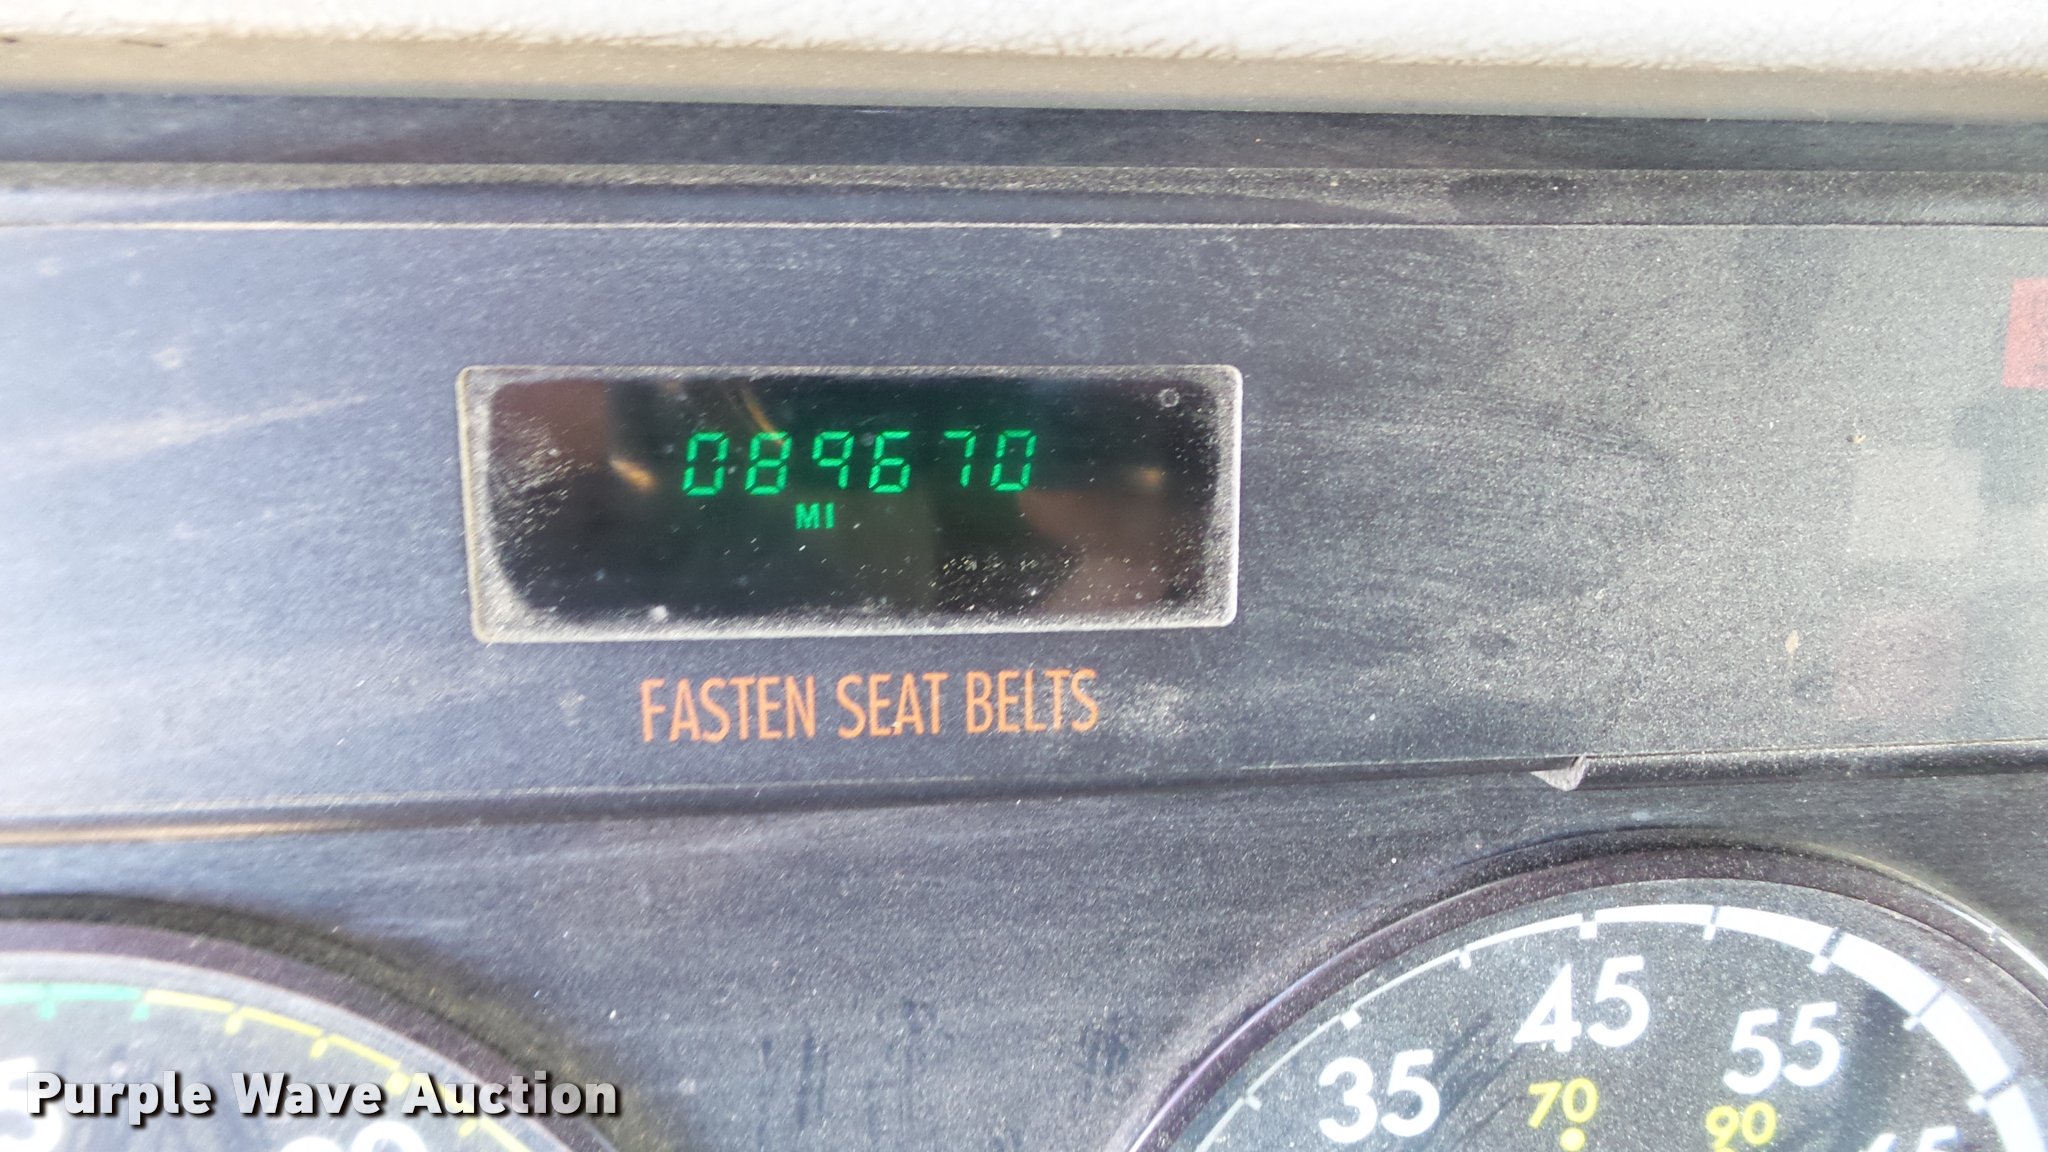 089670
MI
FASTEN SEAT BELTS
45
55
35
70
90
Purple Wave Auction